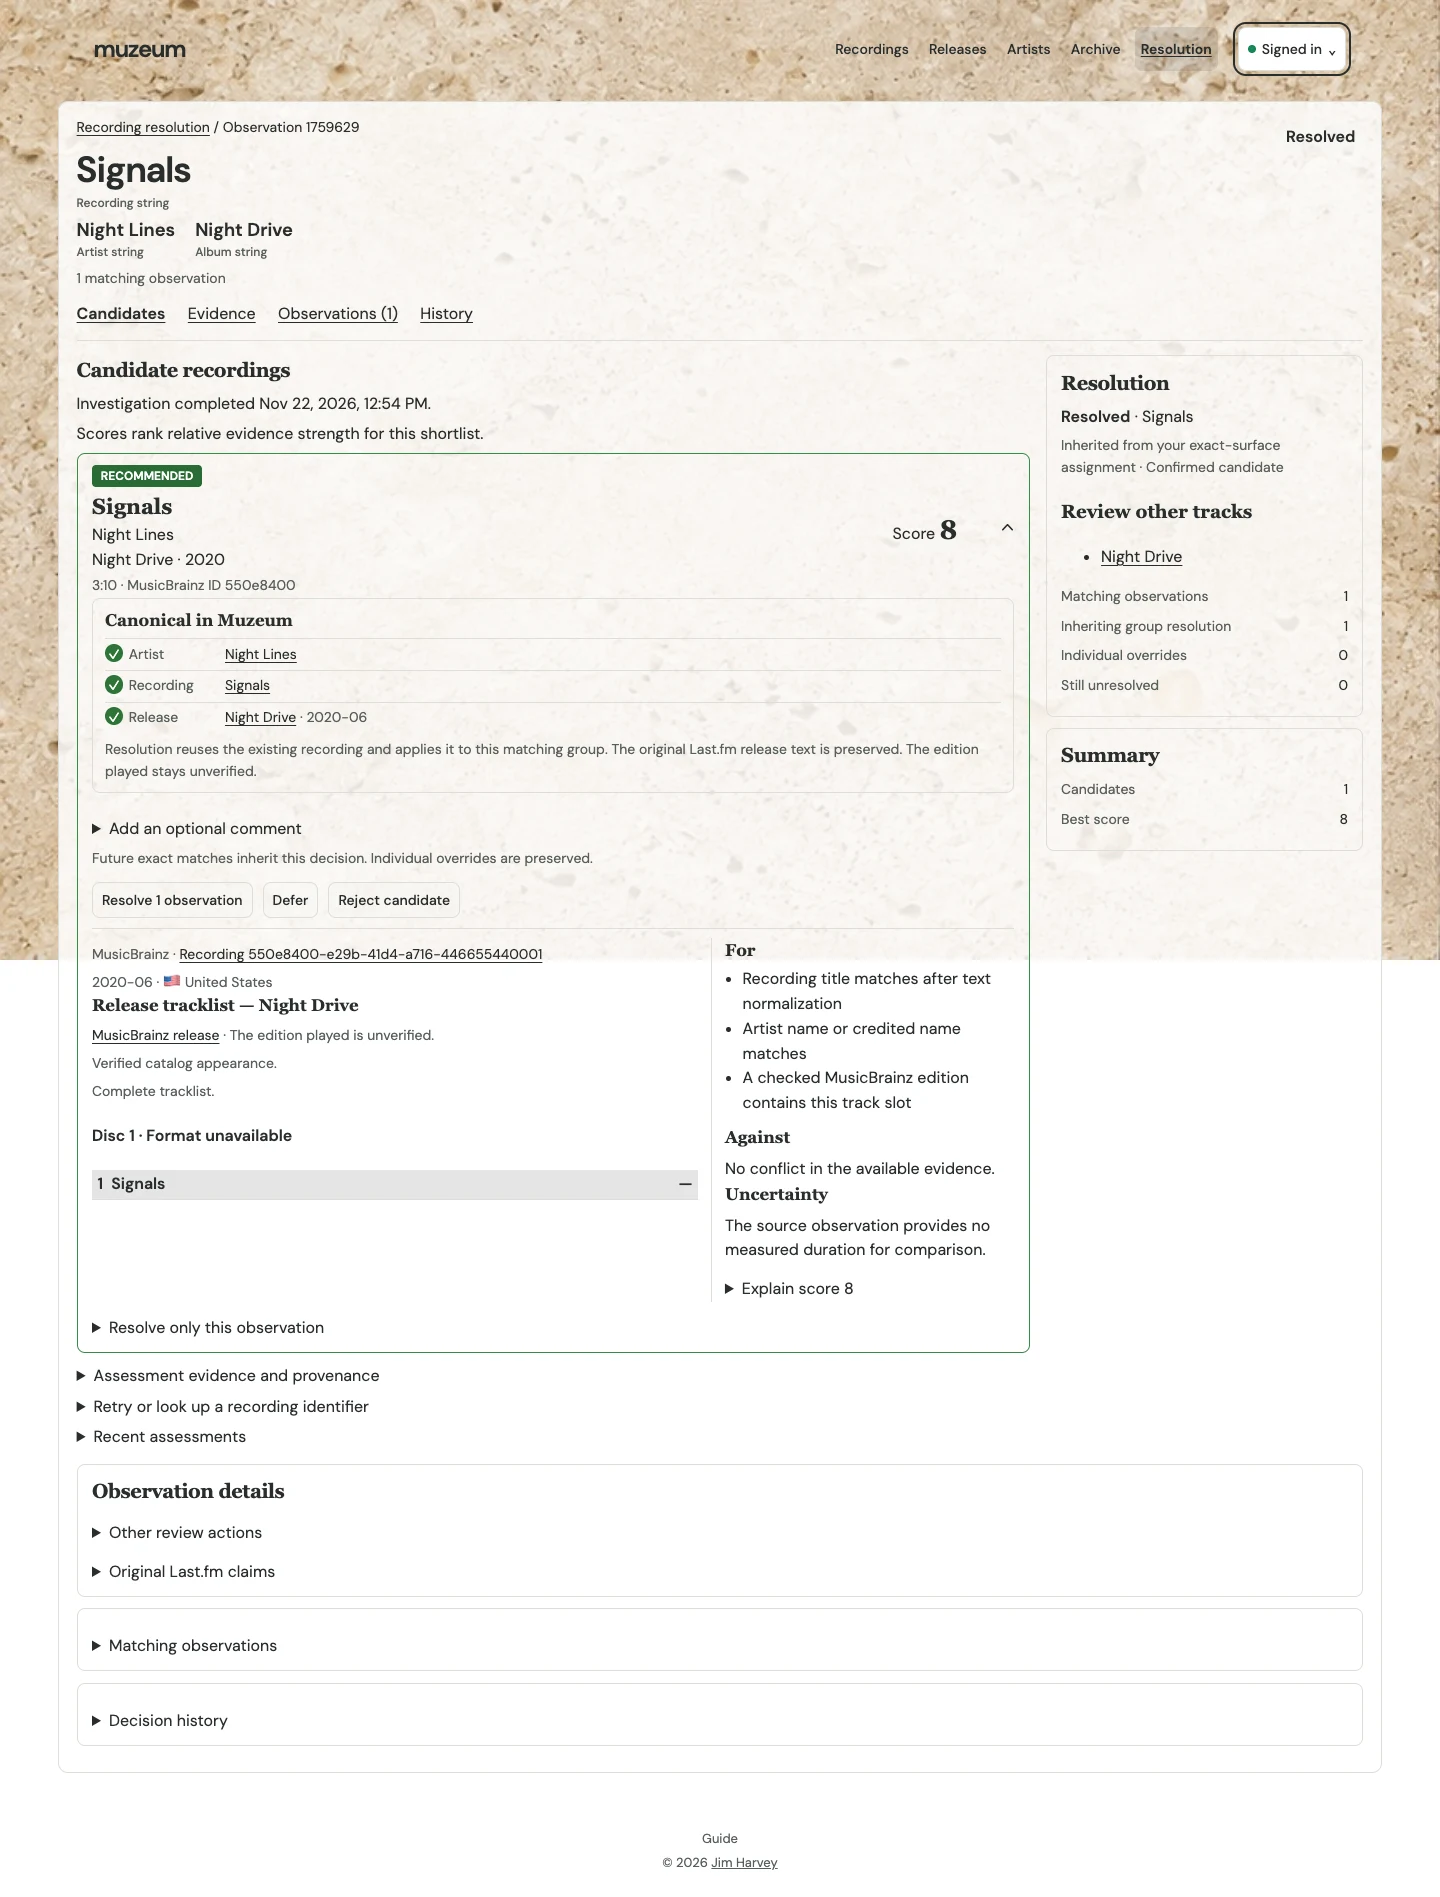 muzeum
Recordings Releases Artists Archive Resolution Signed in
Recording resolution / Observation 1759629
Resolved
Signals
Recording string
Night Lines Night Drive
Artist string Album string
1 matching observation
Candidates Evidence Observations (1) History
Candidate recordings
Investigation completed Nov 22, 2026, 12:54 PM.
Scores rank relative evidence strength for this shortlist.
RECOMMENDED
Signals
Night Lines
Score 8
Night Drive · 2020
3:10 · MusicBrainz ID 550e8400
Canonical in Muzeum
Artist Night Lines
Recording Signals
Release Night Drive · 2020-06
Resolution reuses the existing recording and applies it to this matching group. The original Last.fm release text is preserved. The edition
played stays unverified.
Add an optional comment
Future exact matches inherit this decision. Individual overrides are preserved.
Resolve 1 observation Defer Reject candidate
MusicBrainz · Recording 550e8400-e29b-41d4-a716-446655440001
2020-06 · 🇺🇸 United States
Release tracklist — Night Drive
MusicBrainz release · The edition played is unverified.
Verified catalog appearance.
Complete tracklist.
Disc 1 · Format unavailable
1 Signals —
For
• Recording title matches after text
normalization
• Artist name or credited name
matches
• A checked MusicBrainz edition
contains this track slot
Against
No conflict in the available evidence.
Uncertainty
The source observation provides no
measured duration for comparison.
Explain score 8
Resolve only this observation
Assessment evidence and provenance
Retry or look up a recording identifier
Recent assessments
Resolution
Resolved · Signals
Inherited from your exact-surface
assignment · Confirmed candidate
Review other tracks
• Night Drive
Matching observations 1
Inheriting group resolution 1
Individual overrides 0
Still unresolved 0
Summary
Candidates 1
Best score 8
Observation details
Other review actions
Original Last.fm claims
Matching observations
Decision history
Guide
© 2026 Jim Harvey